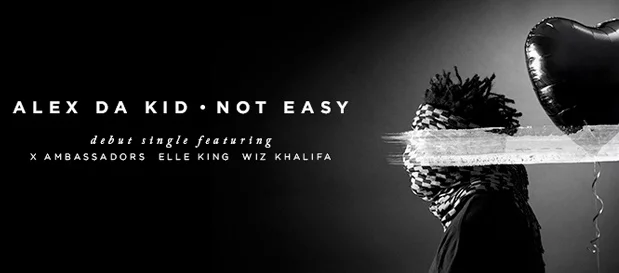 ALEX DA KID • NOT EASY
debut single featuring
X AMBASSADORS ELLE KING WIZ KHALIFA